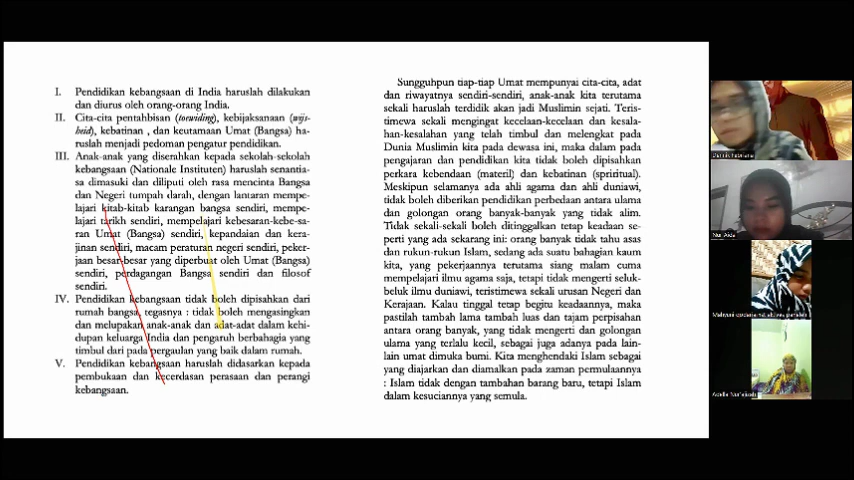 I. Pendidikan kebangsaan di India haruslah dilakukan
dan diurus oleh orang-orang India.
II. Cita-cita pentahbisan (toewiding), kebijaksanaan (wijs-
heid), kebatinan , dan keutamaan Umat (Bangsa) ha-
ruslah menjadi pedoman pengatur pendidikan.
III. Anak-anak yang diserahkan kepada sekolah-sekolah
kebangsaan (Nationale Instituten) haruslah senantia-
sa dimasuki dan diliputi oleh rasa mencinta Bangsa
dan Negeri tumpah darah, dengan lantaran mempe-
lajari kitab-kitab karangan bangsa sendiri, mempe-
lajari tarikh sendiri, mempelajari kebesaran-kebe-sa-
ran Umat (Bangsa) sendiri, kepandaian dan kera-
jinan sendiri, macam peraturan negeri sendiri, peker-
jaan besar-besar yang diperbuat oleh Umat (Bangsa)
sendiri, perdagangan Bangsa sendiri dan filosof
sendiri.
IV. Pendidikan kebangsaan tidak boleh dipisahkan dari
rumah bangsa, tegasnya : tidak boleh mengasingkan
dan melupakan anak-anak dan adat-adat dalam kehi-
dupan keluarga India dan pengaruh berbahagia yang
timbul dari pada pergaulan yang baik dalam rumah.
V. Pendidikan kebangsaan haruslah didasarkan kepada
pembukaan dan kecerdasan perasaan dan perangi
kebangsaan.
Sungguhpun tiap-tiap Umat mempunyai cita-cita, adat
dan riwayatnya sendiri-sendiri, anak-anak kita terutama
sekali haruslah terdidik akan jadi Muslimin sejati. Teris-
timewa sekali mengingat kecelaan-kecelaan dan kesala-
han-kesalahan yang telah timbul dan melengkat pada
Dunia Muslimin kita pada dewasa ini, maka dalam pada
pengajaran dan pendidikan kita tidak boleh dipisahkan
perkara kebendaan (materil) dan kebatinan (spriritual).
Meskipun selamanya ada ahli agama dan ahli duniawi,
tidak boleh diberikan pendidikan perbedaan antara ulama
dan golongan orang banyak-banyak yang tidak alim.
Tidak sekali-sekali boleh ditinggalkan tetap keadaan se-
perti yang ada sekarang ini: orang banyak tidak tahu asas
dan rukun-rukun Islam, sedang ada suatu bahagian kaum
kita, yang pekerjaannya terutama siang malam cuma
mempelajari ilmu agama saja, tetapi tidak mengerti seluk-
beluk ilmu duniawi, teristimewa sekali urusan Negeri dan
Kerajaan. Kalau tinggal tetap begitu keadaannya, maka
pastilah tambah lama tambah luas dan tajam perpisahan
antara orang banyak, yang tidak mengerti dan golongan
ulama yang terlalu kecil, sebagai juga adanya pada lain-
lain umat dimuka bumi. Kita menghendaki Islam sebagai
yang diajarkan dan diamalkan pada zaman permulaannya
: Islam tidak dengan tambahan barang baru, tetapi Islam
dalam kesuciannya yang semula.
Nur Aida